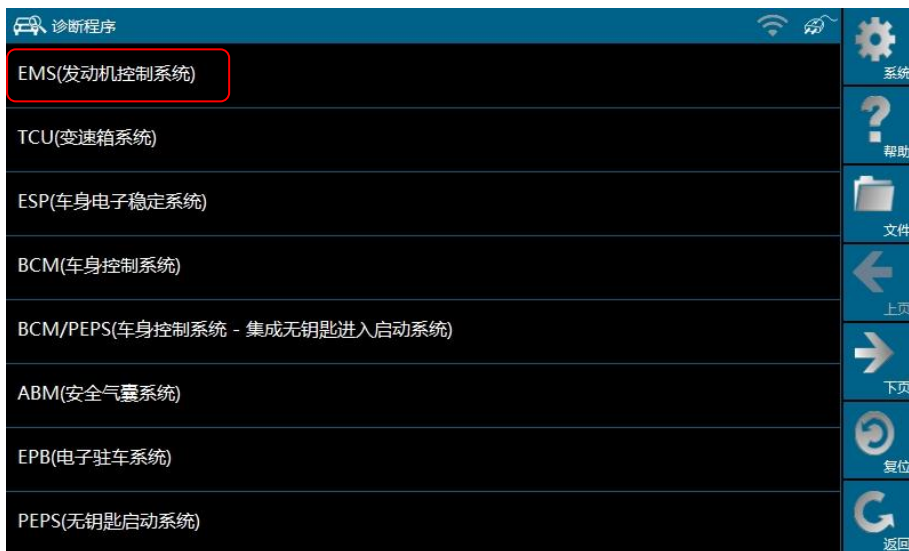 诊断程序
EMS(发动机控制系统)
TCU(变速箱系统)
ESP(车身电子稳定系统)
BCM(车身控制系统)
BCM/PEPS(车身控制系统 - 集成无钥匙进入启动系统)
ABM(安全气囊系统)
EPB(电子驻车系统)
PEPS(无钥匙启动系统)
系统
帮助
文件
上页
下页
复位
返回